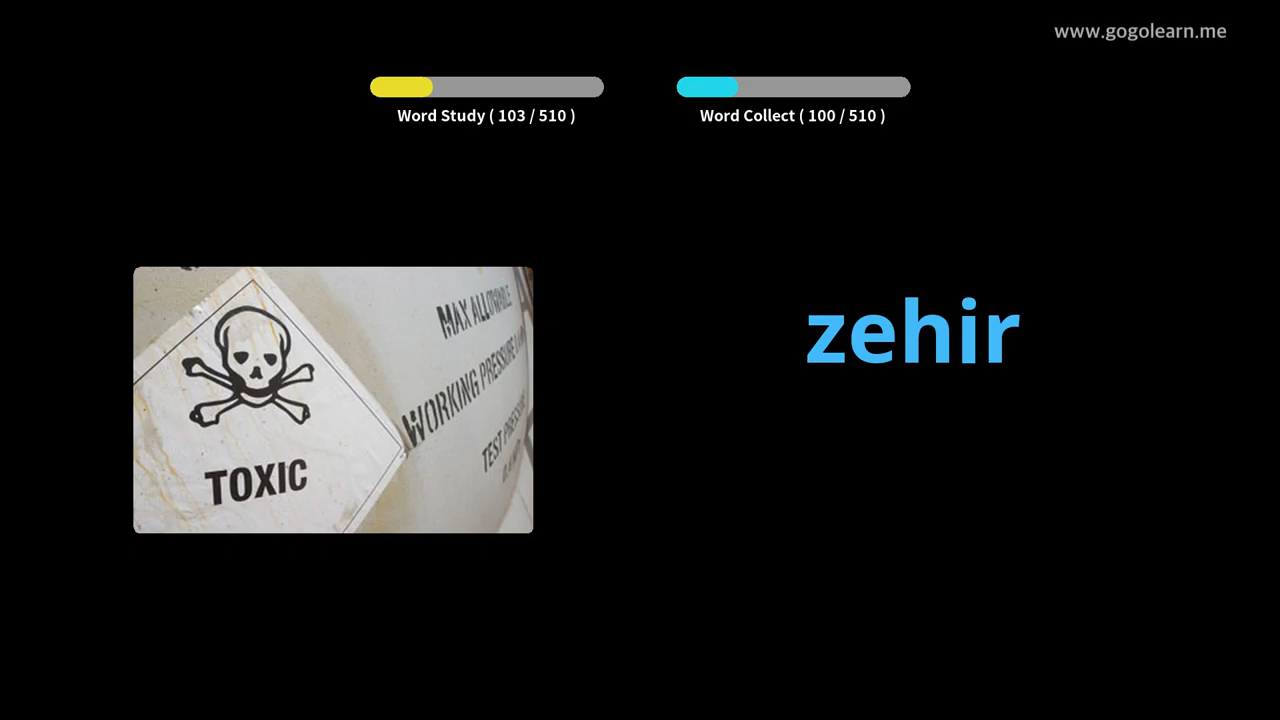 www.gogolearn.me
Word Study ( 103 / 510 )
Word Collect ( 100 / 510 )
zehir
TOXIC
MAX ALLOWABLE
WORKING PRESSURE
TEST PRESSURE